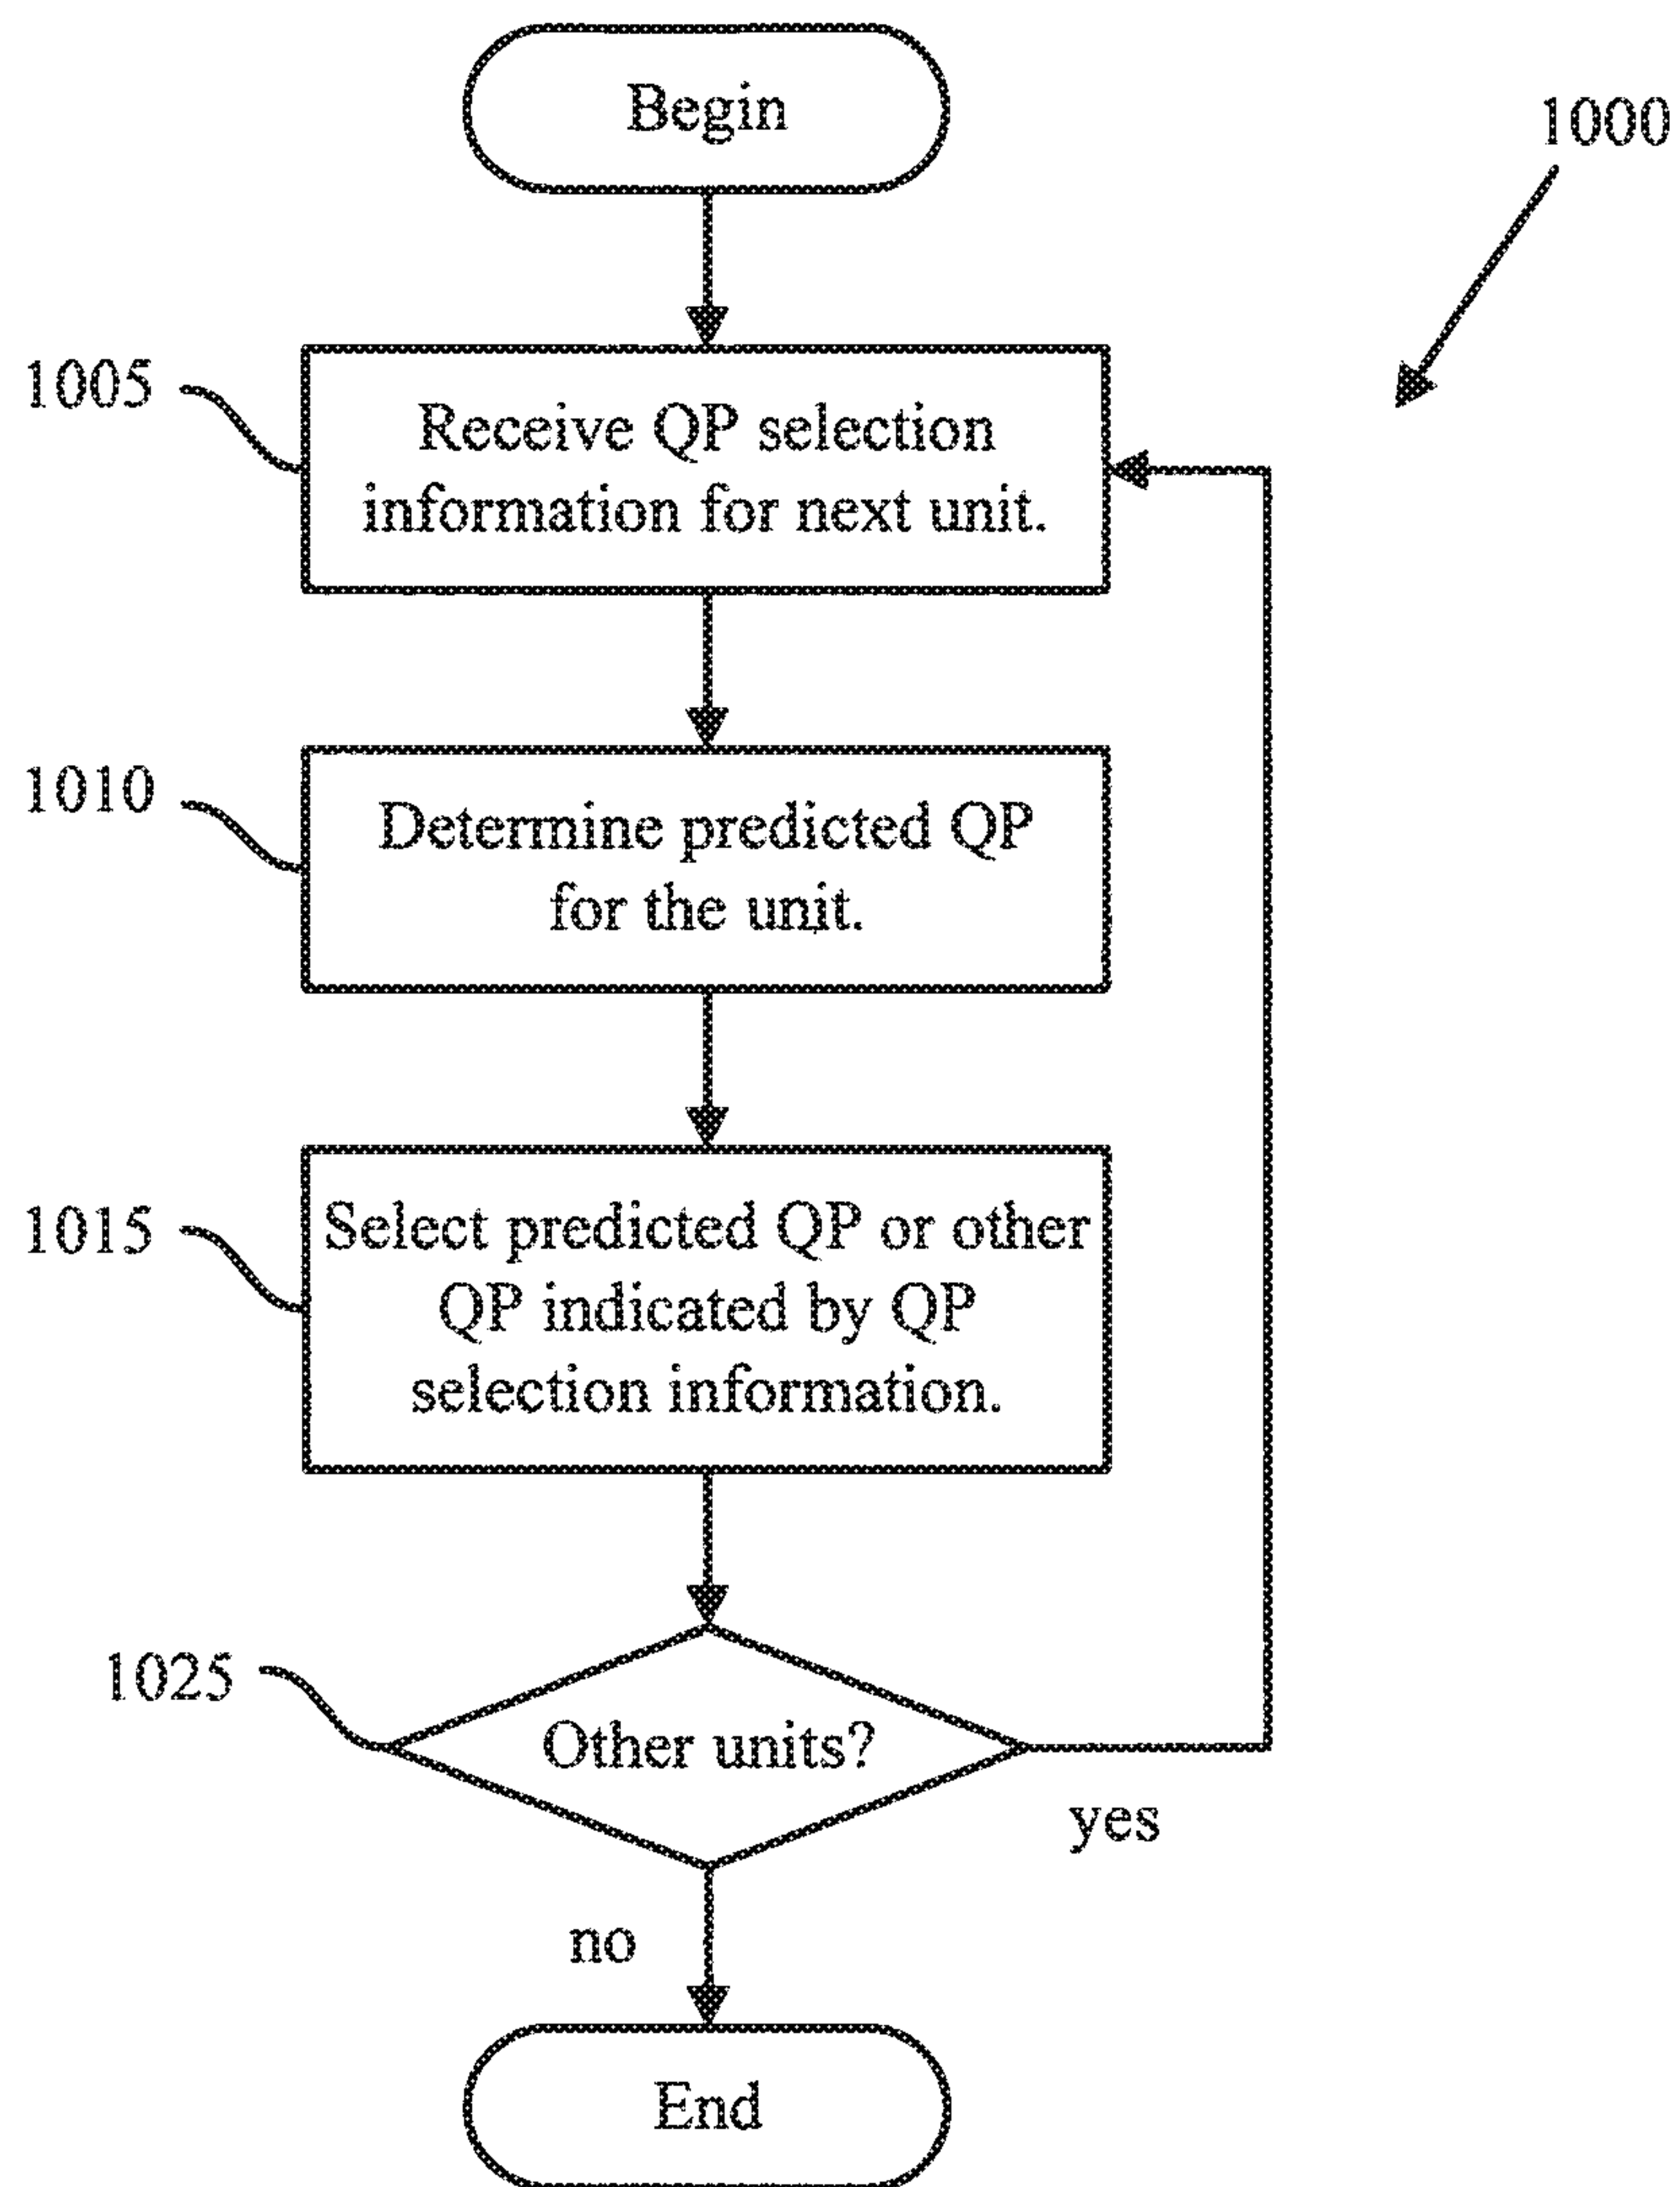 Begin
1000
1005
Receive QP selection
information for next unit.
1010
Determine predicted QP
for the unit.
1015
Select predicted QP or other
QP indicated by QP
selection information.
1025
Other units?
yes
no
End